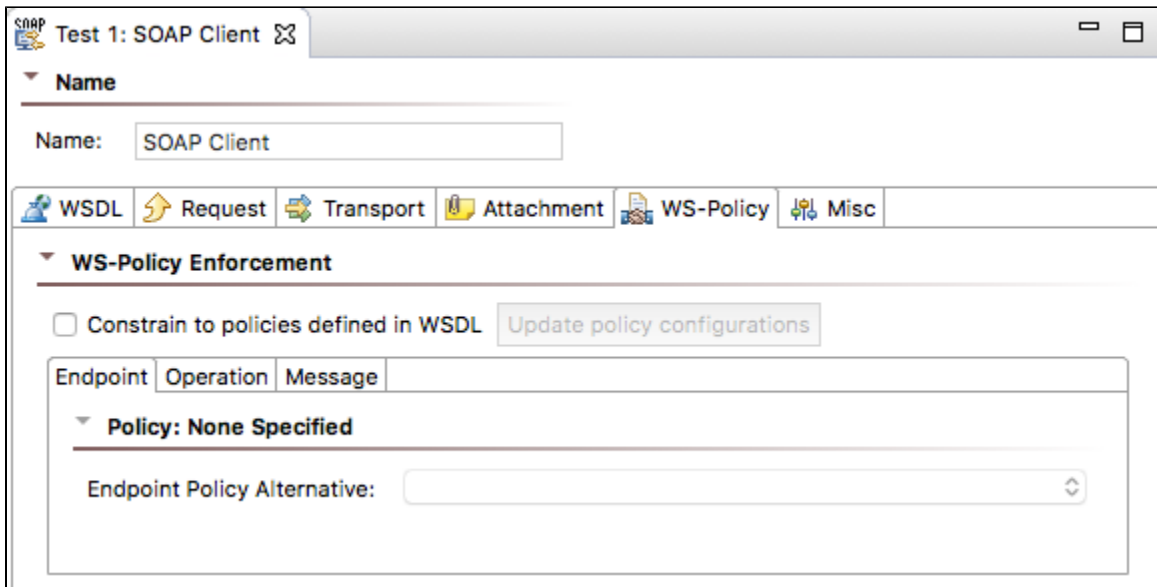 SOAP
Test 1: SOAP Client
Name
Name: SOAP Client
WSDL Request Transport Attachment WS-Policy Misc
WS-Policy Enforcement
Constrain to policies defined in WSDL Update policy configurations
Endpoint Operation Message
Policy: None Specified
Endpoint Policy Alternative: